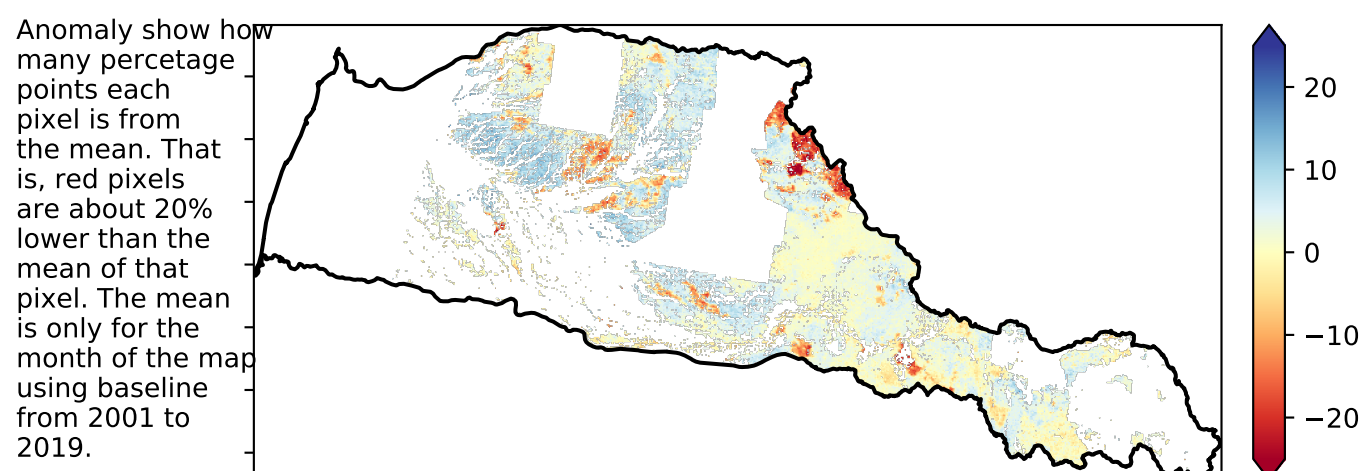 Anomaly show how
many percetage
points each
pixel is from
the mean. That
is, red pixels
are about 20%
lower than the
mean of that
pixel. The mean
is only for the
month of the map
using baseline
from 2001 to
2019.
20
10
0
−10
−20